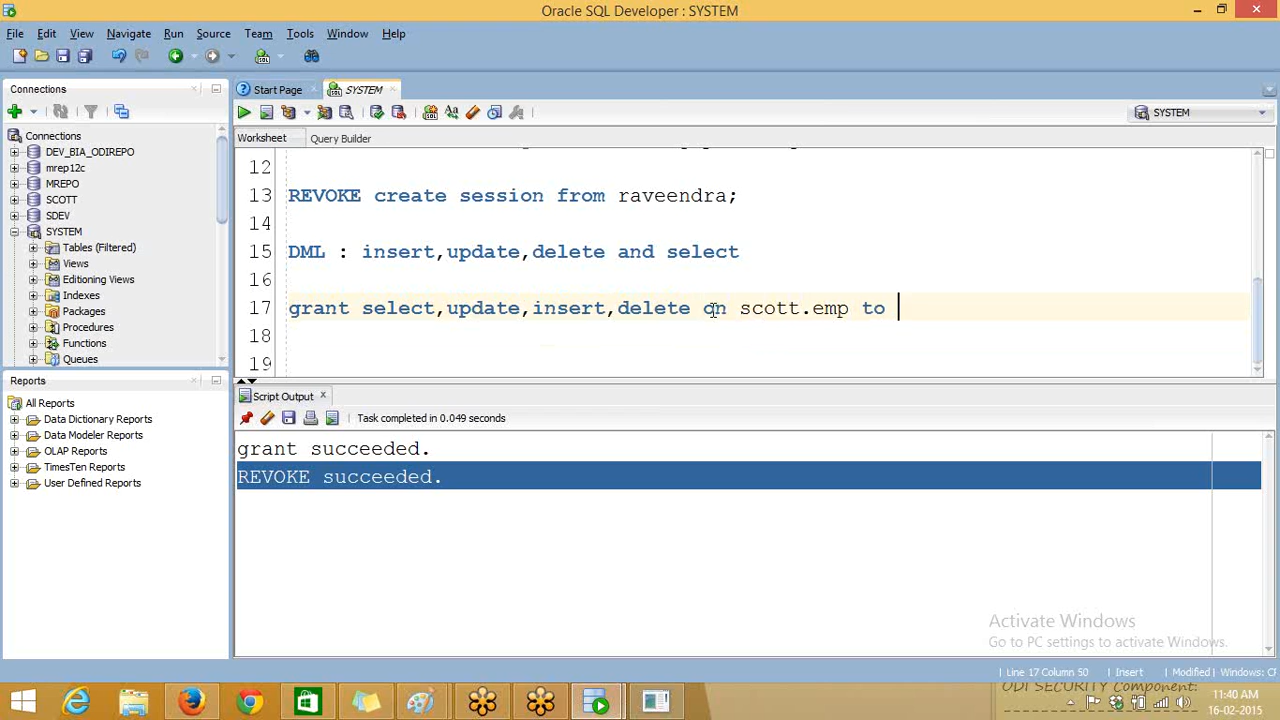 Oracle SQL Developer : SYSTEM
File Edit View Navigate Run Source Team Tools Window Help
Connections
Start Page
SYSTEM
SYSTEM
Worksheet
Query Builder
Connections
DEV_BIA_ODIREPO
mrep12c
MREPO
SCOTT
SDEV
SYSTEM
Tables (Filtered)
Views
Editioning Views
Indexes
Packages
Procedures
Functions
Queues
12
13 REVOKE create session from raveendra;
14
15 DML : insert,update,delete and select
16
17 grant select,update,insert,delete on scott.emp to
18
19
Reports
All Reports
Data Dictionary Reports
Data Modeler Reports
OLAP Reports
TimesTen Reports
User Defined Reports
Script Output
Task completed in 0.049 seconds
grant succeeded.
REVOKE succeeded.
Activate Windows
Go to PC settings to activate Windows.
Line 17 Column 50 Insert Modified Windows: CF
ODI SECURITY Component:
11:40 AM
16-02-2015